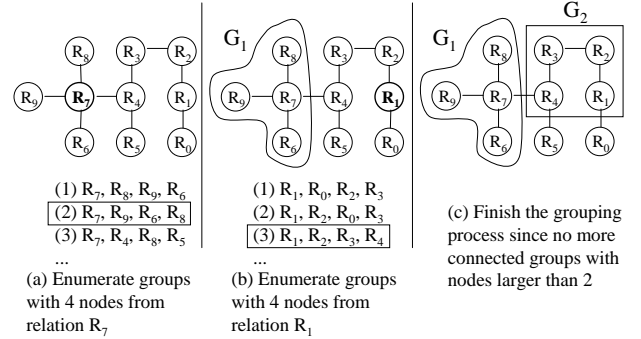 G₂
G₁
G₁
R₈ R₃ R₂
R₉ R₇ R₄ R₁
R₆ R₅ R₀
R₈ R₃ R₂
R₉ R₇ R₄ R₁
R₆ R₅ R₀
R₈ R₃ R₂
R₉ R₇ R₄ R₁
R₆ R₅ R₀
(1) R₇, R₈, R₉, R₆
(2) R₇, R₉, R₆, R₈
(3) R₇, R₄, R₈, R₅
...
(a) Enumerate groups
with 4 nodes from
relation R₇
(1) R₁, R₀, R₂, R₃
(2) R₁, R₂, R₀, R₃
(3) R₁, R₂, R₃, R₄
...
(b) Enumerate groups
with 4 nodes from
relation R₁
(c) Finish the grouping
process since no more
connected groups with
nodes larger than 2